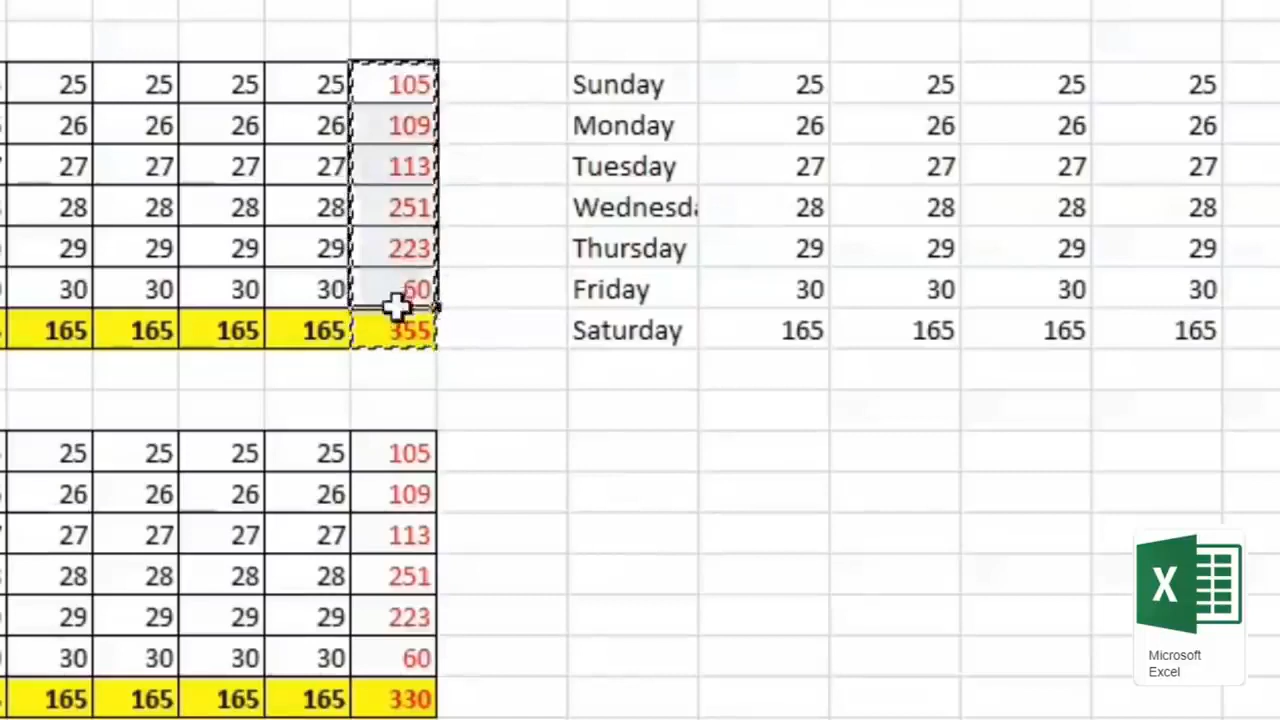 25 25 25 25 105 Sunday 25 25 25 25
26 26 26 26 109 Monday 26 26 26 26
27 27 27 27 113 Tuesday 27 27 27 27
28 28 28 28 251 Wednesda 28 28 28 28
29 29 29 29 223 Thursday 29 29 29 29
30 30 30 30 60 Friday 30 30 30 30
165 165 165 165 355 Saturday 165 165 165 165
25 25 25 25 105
26 26 26 26 109
27 27 27 27 113
28 28 28 28 251
29 29 29 29 223
30 30 30 30 60
165 165 165 165 330
X
Microsoft
Excel